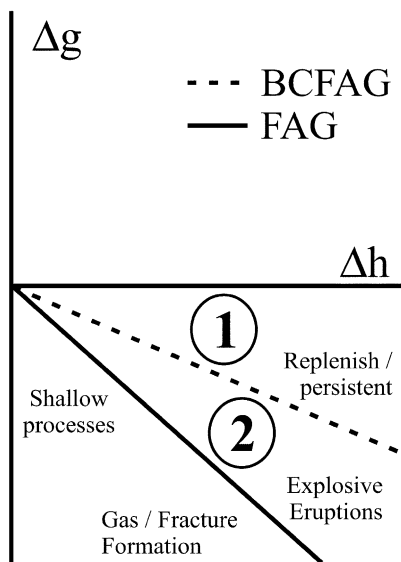 Δg
BCFAG
FAG
Δh
1
Replenish /
persistent
Shallow
processes
2
Explosive
Eruptions
Gas / Fracture
Formation